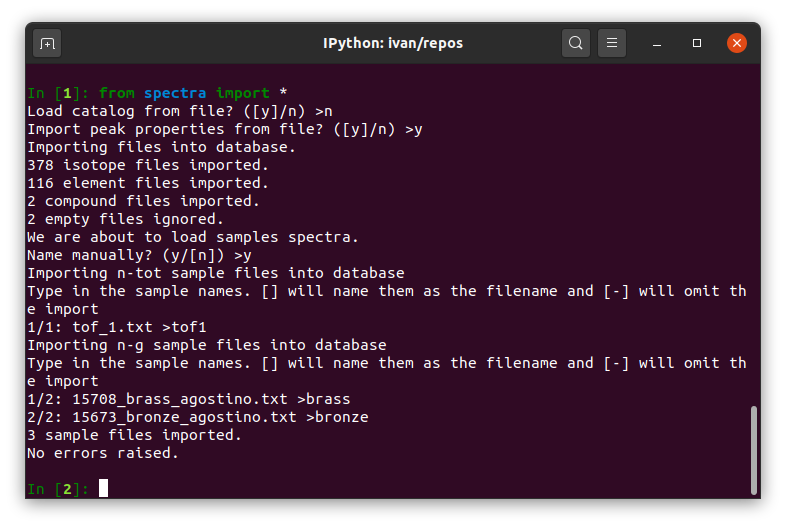 IPython: ivan/repos
In [1]: from spectra import *
Load catalog from file? ([y]/n) >n
Import peak properties from file? ([y]/n) >y
Importing files into database.
378 isotope files imported.
116 element files imported.
2 compound files imported.
2 empty files ignored.
We are about to load samples spectra.
Name manually? (y/[n]) >y
Importing n-tot sample files into database
Type in the sample names. [] will name them as the filename and [-] will omit th
e import
1/1: tof_1.txt >tof1
Importing n-g sample files into database
Type in the sample names. [] will name them as the filename and [-] will omit th
e import
1/2: 15708_brass_agostino.txt >brass
2/2: 15673_bronze_agostino.txt >bronze
3 sample files imported.
No errors raised.
In [2]: